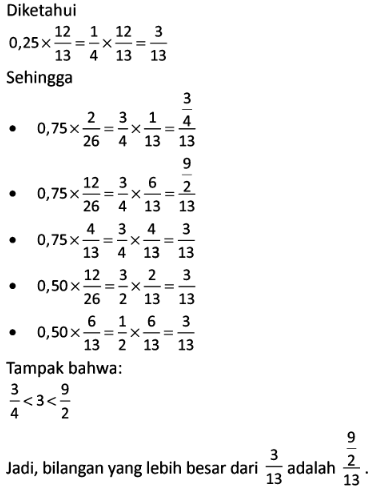 Diketahui
0,25 × 12/13 = 1/4 × 12/13 = 3/13
Sehingga
• 0,75 × 2/26 = 3/4 × 1/13 = (3/4)/13
• 0,75 × 12/26 = 3/4 × 6/13 = (9/2)/13
• 0,75 × 4/13 = 3/4 × 4/13 = 3/13
• 0,50 × 12/26 = 3/2 × 2/13 = 3/13
• 0,50 × 6/13 = 1/2 × 6/13 = 3/13
Tampak bahwa:
3/4 < 3 < 9/2
Jadi, bilangan yang lebih besar dari 3/13 adalah (9/2)/13 .